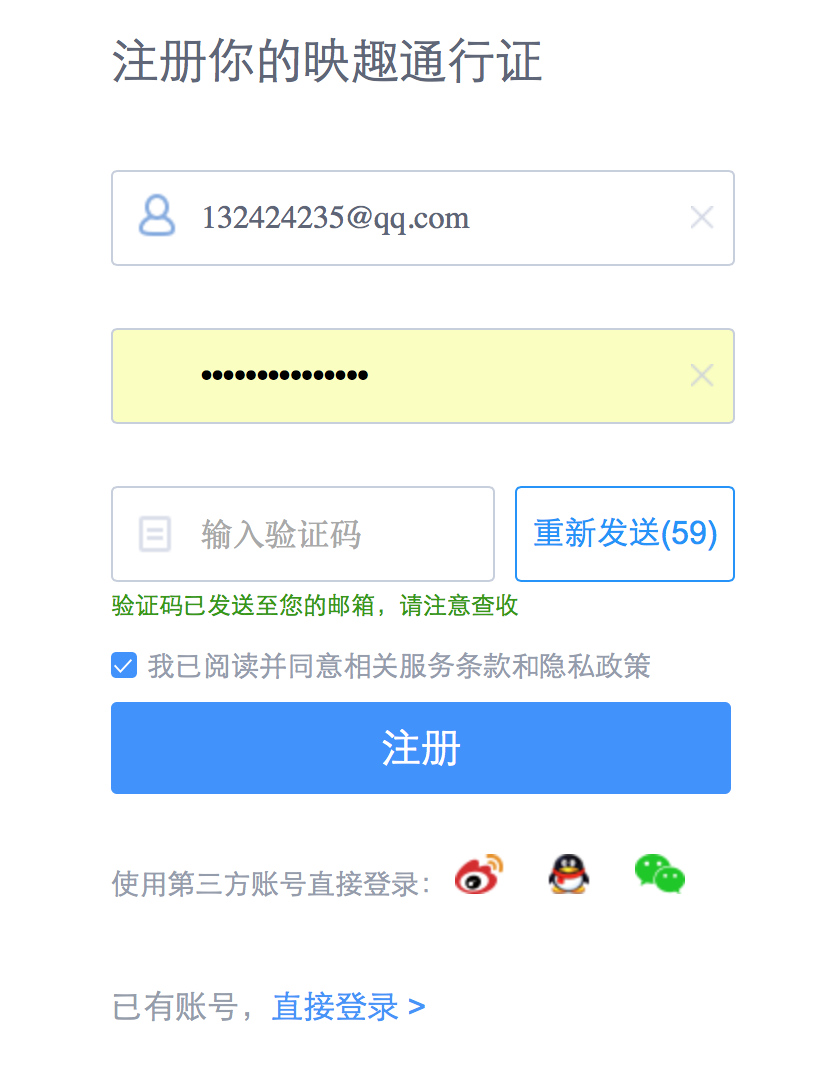 注册你的映趣通行证
132424235@qq.com
•••••••••••••••
输入验证码
重新发送(59)
验证码已发送至您的邮箱，请注意查收
我已阅读并同意相关服务条款和隐私政策
注册
使用第三方账号直接登录：
已有账号，直接登录 >